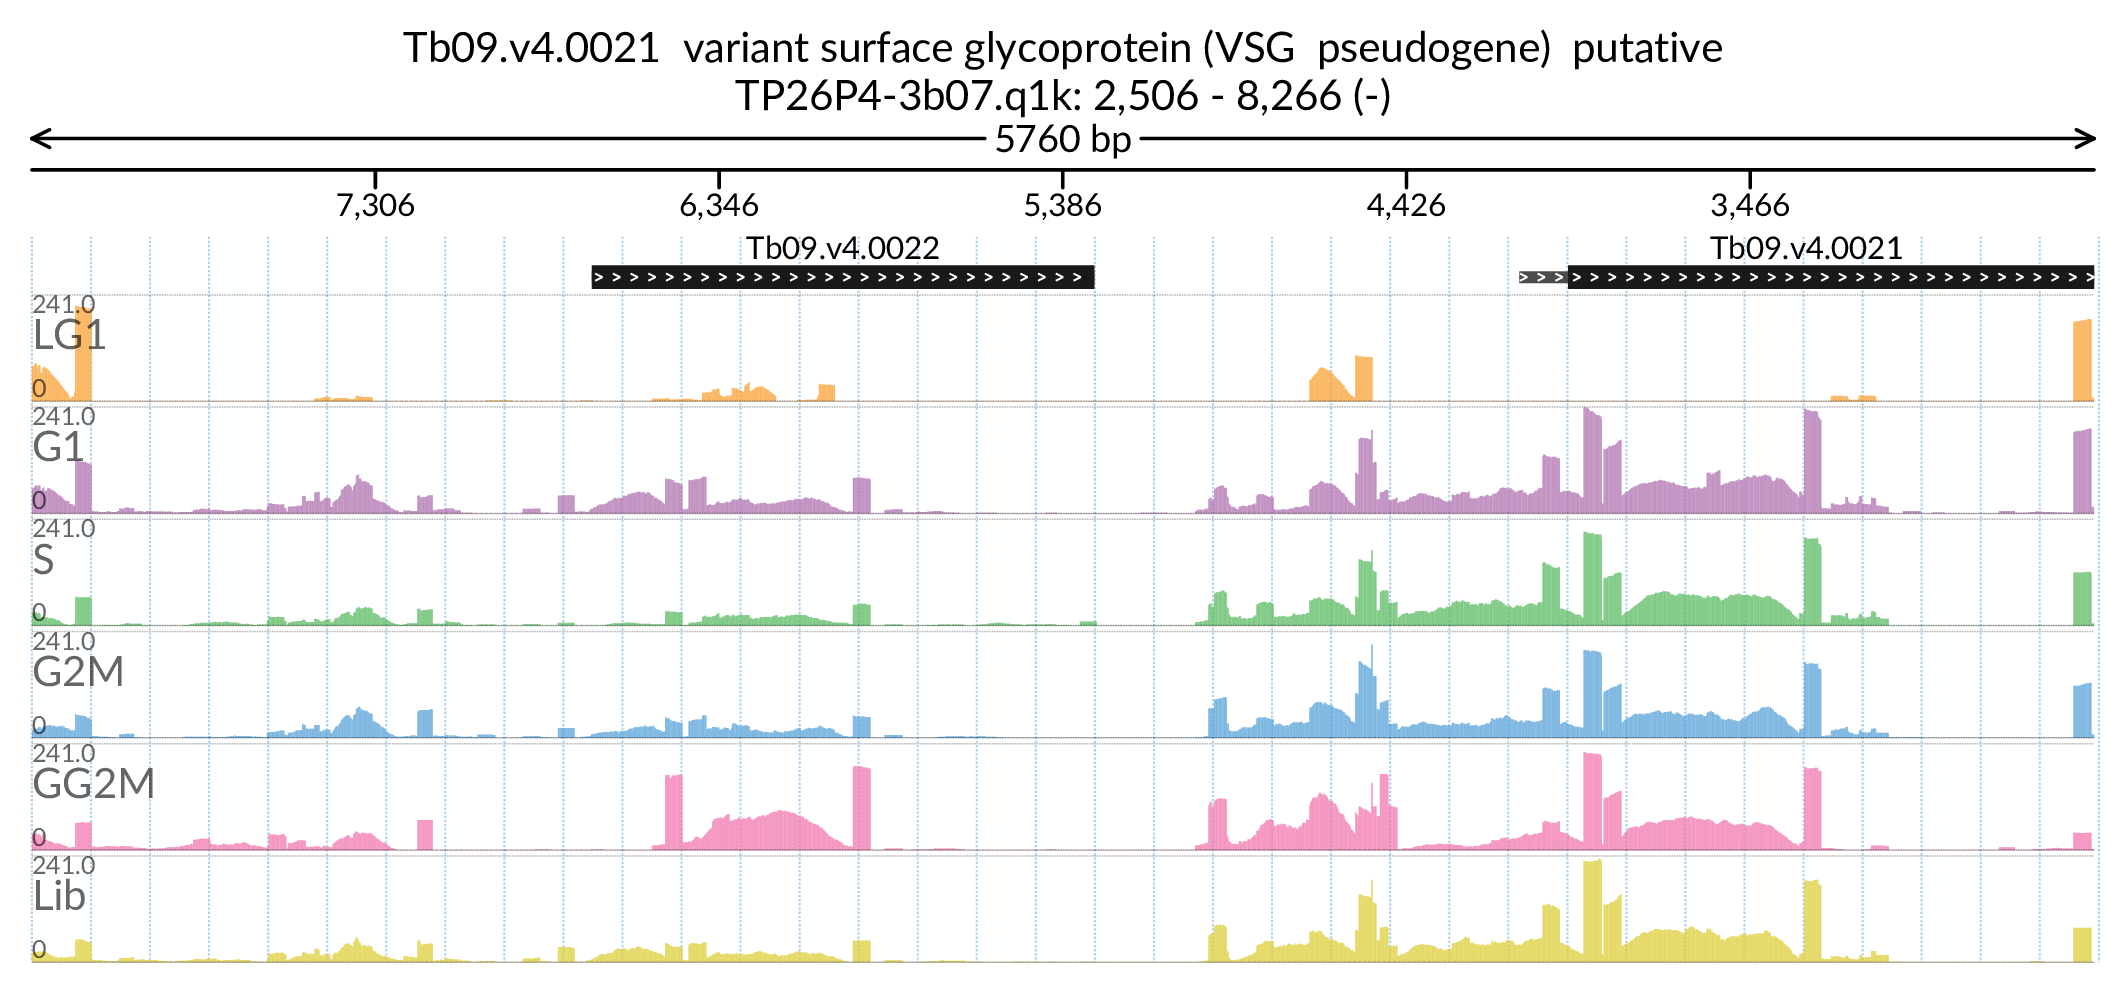 Tb09.v4.0021 variant surface glycoprotein (VSG pseudogene) putative
TP26P4-3b07.q1k: 2,506 - 8,266 (-)
5760 bp
7,306 6,346 5,386 4,426 3,466
Tb09.v4.0022 Tb09.v4.0021
241.0
LG1
0
241.0
G1
0
241.0
S
0
241.0
G2M
0
241.0
GG2M
0
241.0
Lib
0